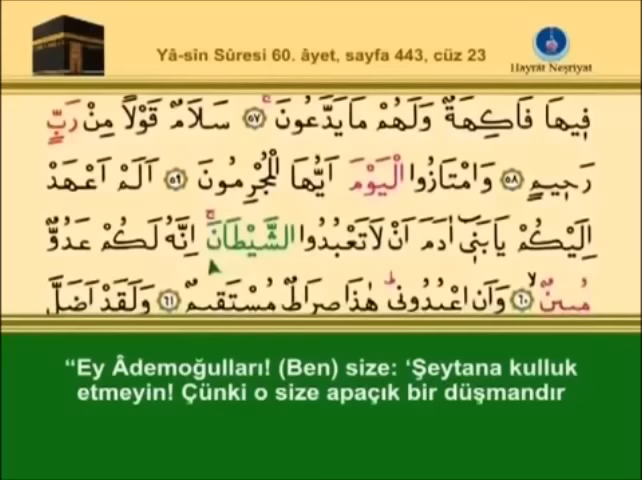 Yâ-sîn Sûresi 60. âyet, sayfa 443, cüz 23
Hayrât Neşriyat
فٖيهَا فَاكِهَةٌ وَلَهُمْ مَا يَدَّعُونَ ۚ ﴿٥٧﴾ سَلَامٌ قَوْلاً مِنْ رَبٍّ
رَحٖيمٍ ﴿٥٨﴾ وَامْتَازُوا الْيَوْمَ اَيُّهَا الْمُجْرِمُونَ ﴿٥٩﴾ اَلَمْ اَعْهَدْ
اِلَيْكُمْ يَا بَنٖٓى اٰدَمَ اَنْ لَا تَعْبُدُوا الشَّيْطَانَ ۚ اِنَّهُ لَكُمْ عَدُوٌّ
مُبٖينٌ ۙ ﴿٦٠﴾ وَاَنِ اعْبُدُونٖى ۜ هٰذَا صِرَاطٌ مُسْتَقٖيمٌ ﴿٦١﴾ وَلَقَدْ اَضَلَّ
“Ey Âdemoğulları! (Ben) size: ‘Şeytana kulluk
etmeyin! Çünki o size apaçık bir düşmandır